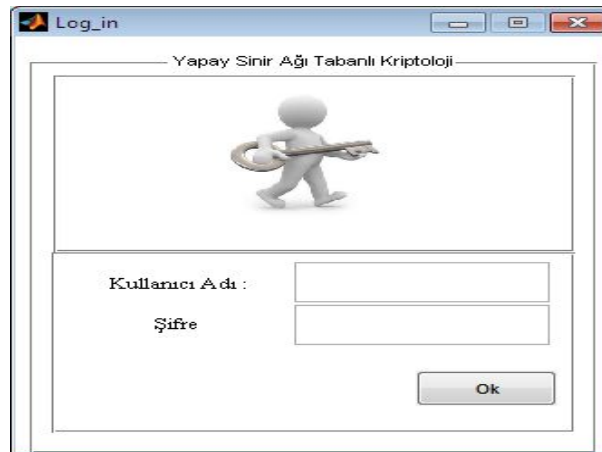 Log_in
Yapay Sinir Ağı Tabanlı Kriptoloji
Kullanıcı Adı :
Şifre
Ok